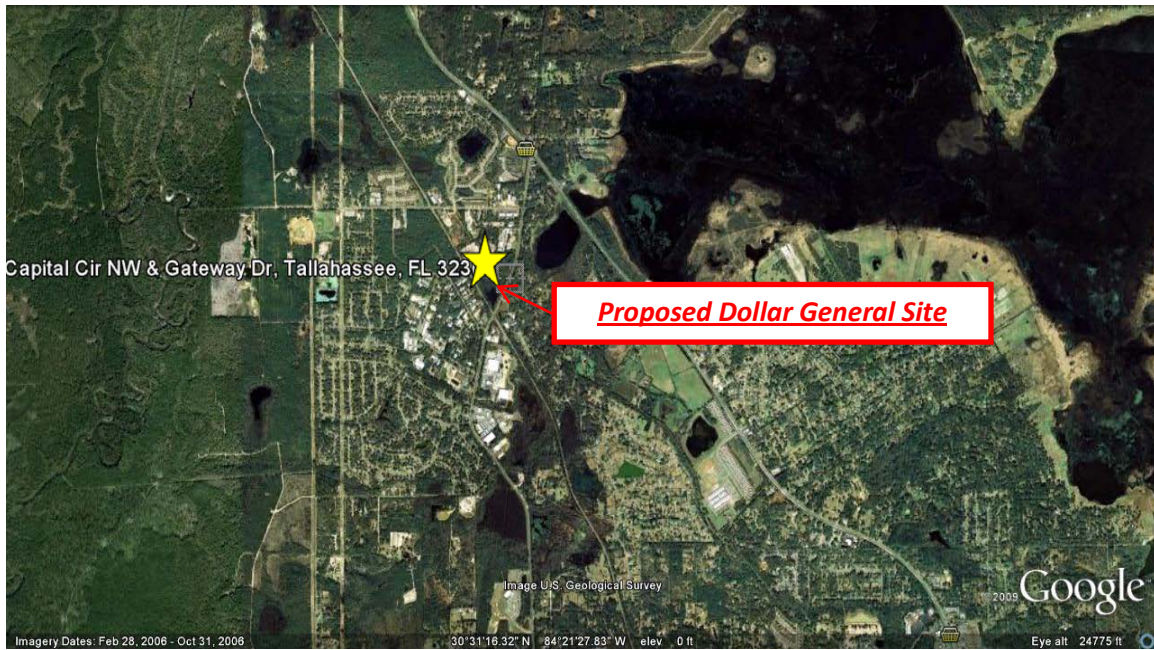 Capital Cir NW & Gateway Dr, Tallahassee, FL 323
Proposed Dollar General Site
Image U.S. Geological Survey
©2009 Google
Imagery Dates: Feb 28, 2006 - Oct 31, 2006 30°31'16.32" N 84°21'27.83" W elev 0 ft Eye alt 24775 ft